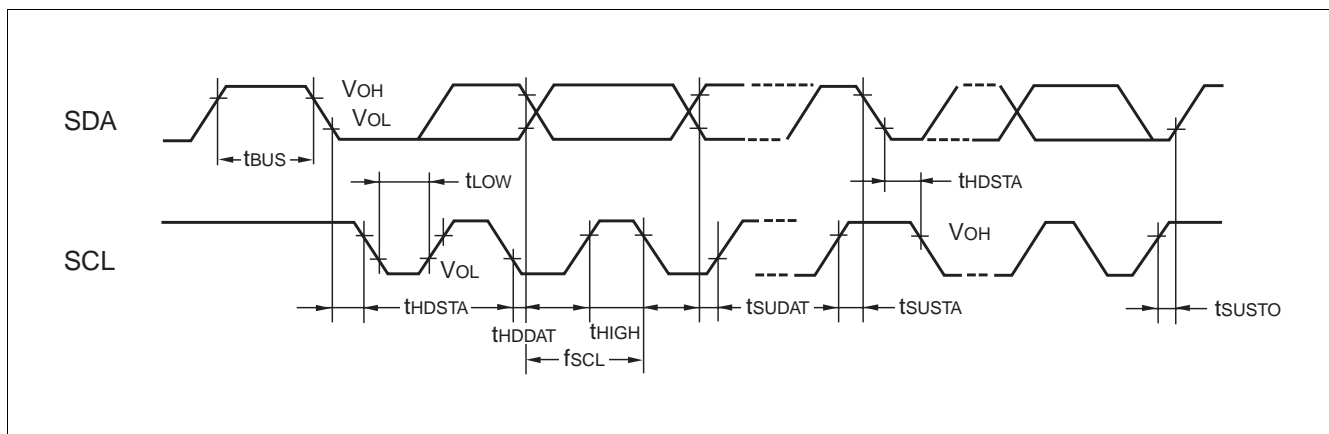 SDA
VOH
VOL
tBUS
tLOW
tHDSTA
SCL
VOL
VOH
tHDSTA
tHDDAT
tHIGH
tSUDAT
tSUSTA
tSUSTO
fSCL